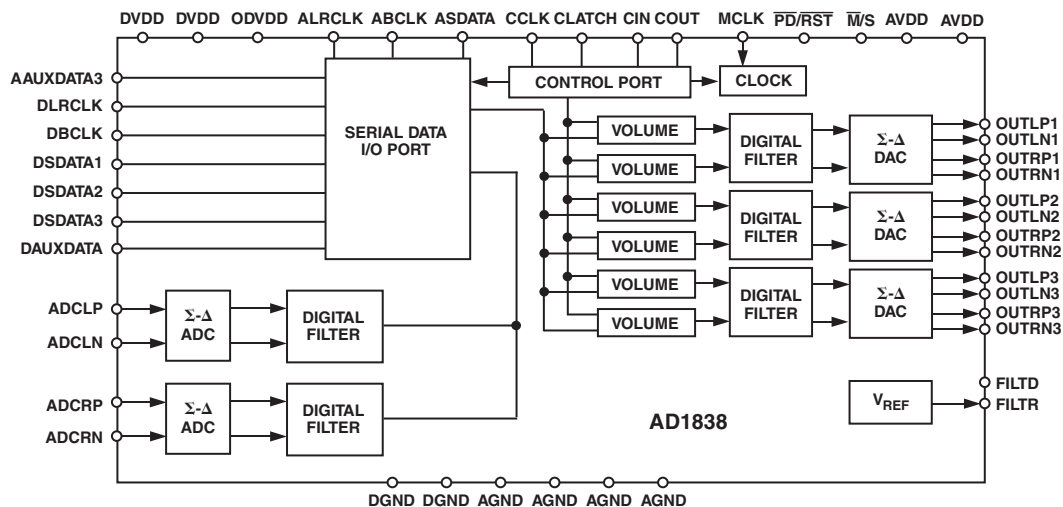 DVDD DVDD ODVDD ALRCLK ABCLK ASDATA CCLK CLATCH CIN COUT MCLK PD/RST M/S AVDD AVDD
AAUXDATA3
DLRCLK
DBCLK
DSDATA1
DSDATA2
DSDATA3
DAUXDATA
ADCLP
ADCLN
ADCRP
ADCRN
SERIAL DATA
I/O PORT
CONTROL PORT
CLOCK
VOLUME
VOLUME
VOLUME
VOLUME
VOLUME
VOLUME
DIGITAL
FILTER
DIGITAL
FILTER
DIGITAL
FILTER
Σ-Δ
DAC
Σ-Δ
DAC
Σ-Δ
DAC
OUTLP1
OUTLN1
OUTRP1
OUTRN1
OUTLP2
OUTLN2
OUTRP2
OUTRN2
OUTLP3
OUTLN3
OUTRP3
OUTRN3
Σ-Δ
ADC
DIGITAL
FILTER
Σ-Δ
ADC
DIGITAL
FILTER
VREF
FILTD
FILTR
AD1838
DGND DGND AGND AGND AGND AGND